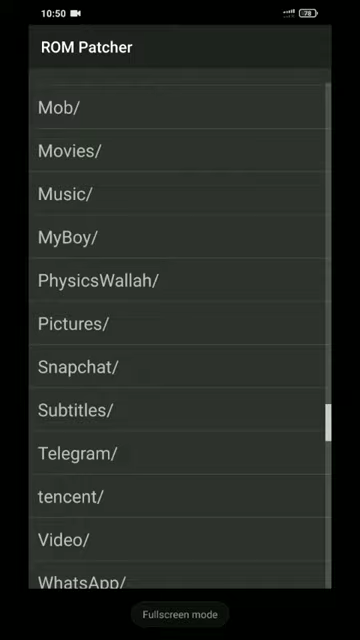 10:50
78
ROM Patcher
Mob/
Movies/
Music/
MyBoy/
PhysicsWallah/
Pictures/
Snapchat/
Subtitles/
Telegram/
tencent/
Video/
WhatsApp/
Fullscreen mode